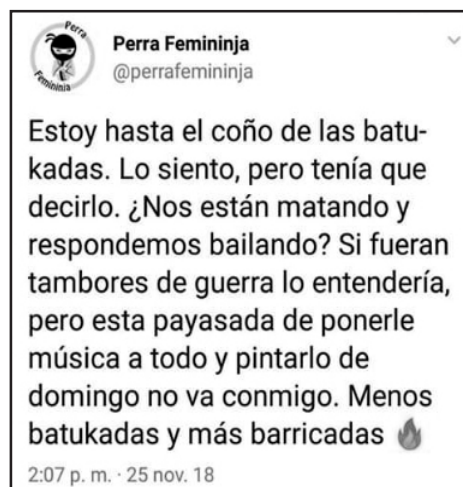 Perra
Femininja
Perra Femininja
@perrafemininja
Estoy hasta el coño de las batu-
kadas. Lo siento, pero tenía que
decirlo. ¿Nos están matando y
respondemos bailando? Si fueran
tambores de guerra lo entendería,
pero esta payasada de ponerle
música a todo y pintarlo de
domingo no va conmigo. Menos
batukadas y más barricadas 🔥
2:07 p. m. · 25 nov. 18